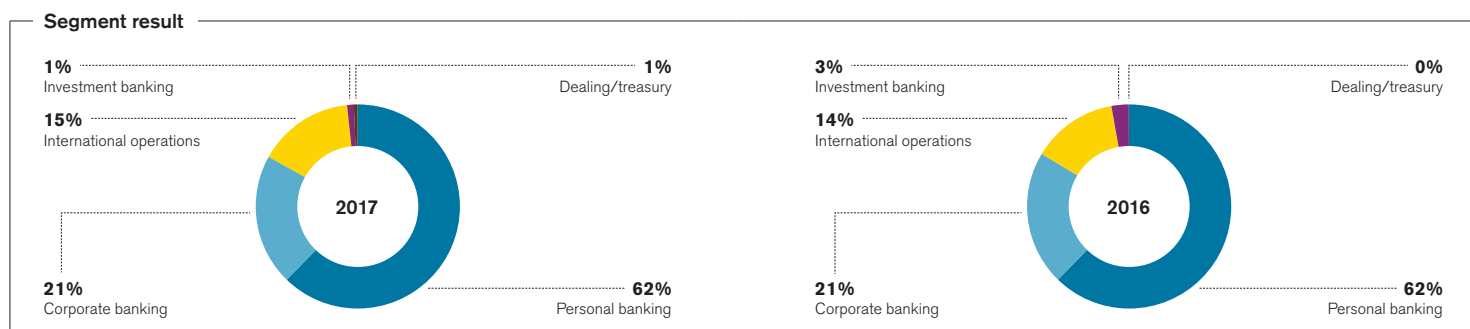 Segment result
1%
Investment banking
1%
Dealing/treasury
15%
International operations
2017
21%
Corporate banking
62%
Personal banking
3%
Investment banking
0%
Dealing/treasury
14%
International operations
2016
21%
Corporate banking
62%
Personal banking